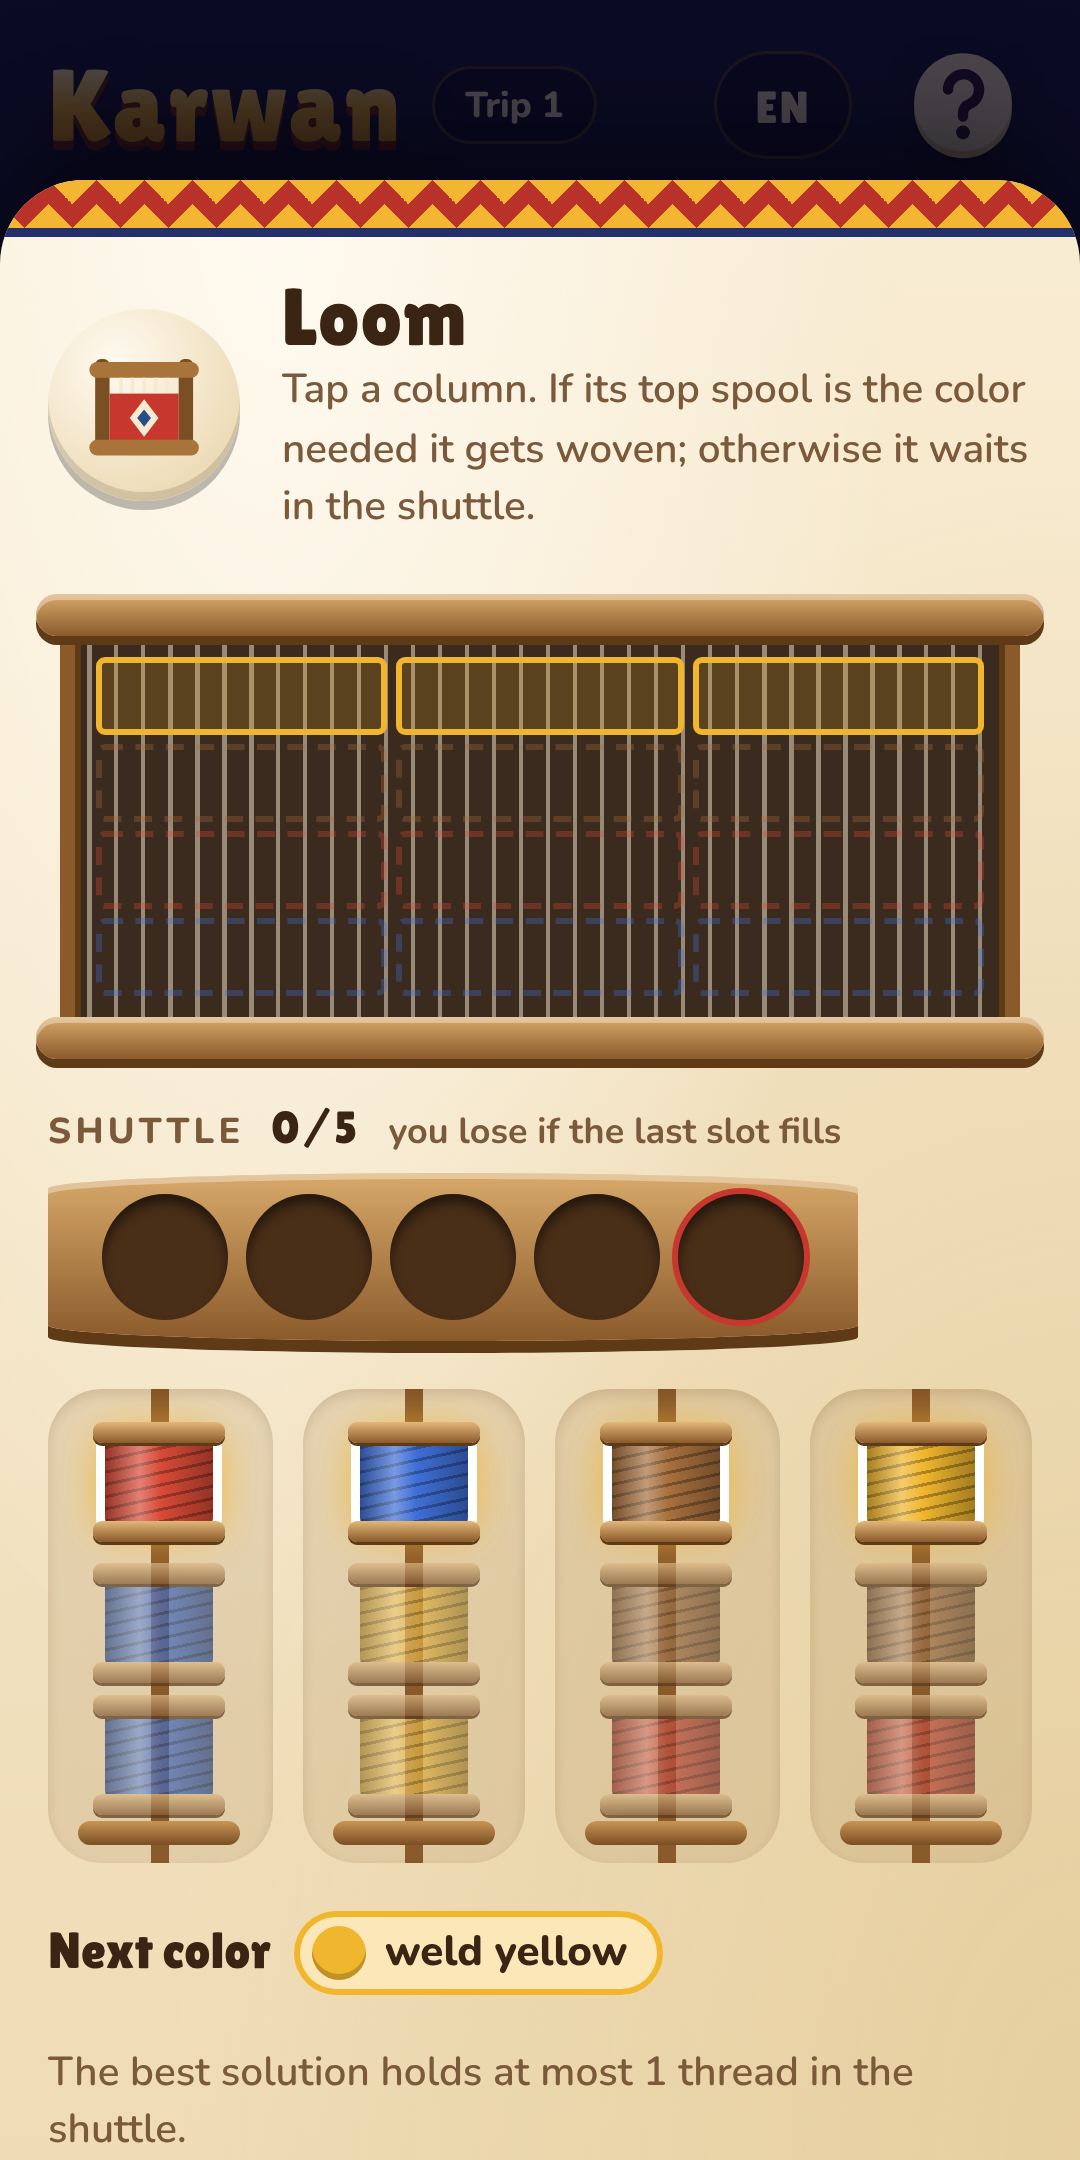 Karwan
Trip 1
EN
?
Loom
Tap a column. If its top spool is the color
needed it gets woven; otherwise it waits
in the shuttle.
SHUTTLE 0/5 you lose if the last slot fills
Next color weld yellow
The best solution holds at most 1 thread in the
shuttle.